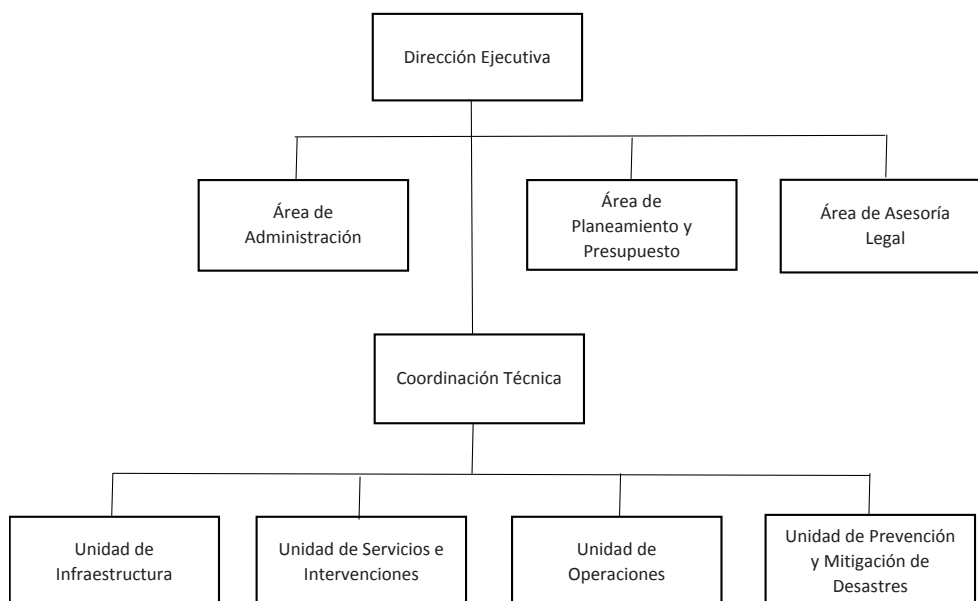 Dirección Ejecutiva
Área de
Administración
Área de
Planeamiento y
Presupuesto
Área de Asesoría
Legal
Coordinación Técnica
Unidad de
Infraestructura
Unidad de Servicios e
Intervenciones
Unidad de
Operaciones
Unidad de Prevención
y Mitigación de
Desastres